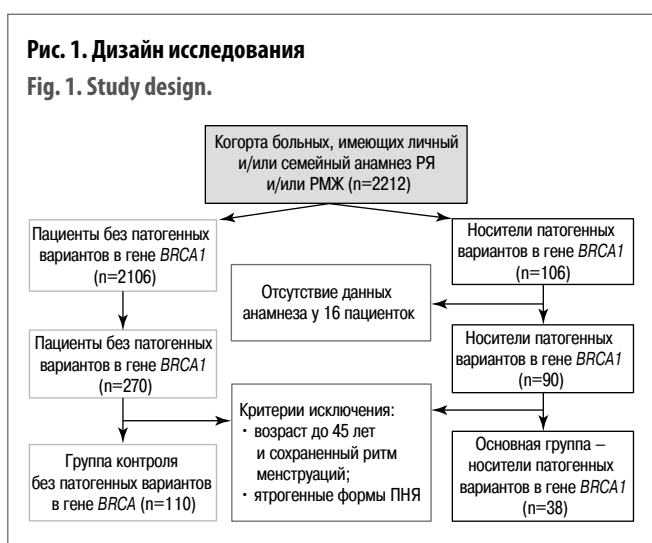 Рис. 1. Дизайн исследования
Fig. 1. Study design.
Когорта больных, имеющих личный
и/или семейный анамнез РЯ
и/или РМЖ (n=2212)
Пациенты без патогенных
вариантов в гене BRCA1
(n=2106)
Носители патогенных
вариантов в гене BRCA1
(n=106)
Отсутствие данных
анамнеза у 16 пациенток
Пациенты без патогенных
вариантов в гене BRCA1
(n=270)
Носители патогенных
вариантов в гене BRCA1
(n=90)
Критерии исключения:
· возраст до 45 лет
и сохраненный ритм
менструаций;
· ятрогенные формы ПНЯ
Группа контроля
без патогенных вариантов
в гене BRCA (n=110)
Основная группа –
носители патогенных
вариантов в гене BRCA1
(n=38)